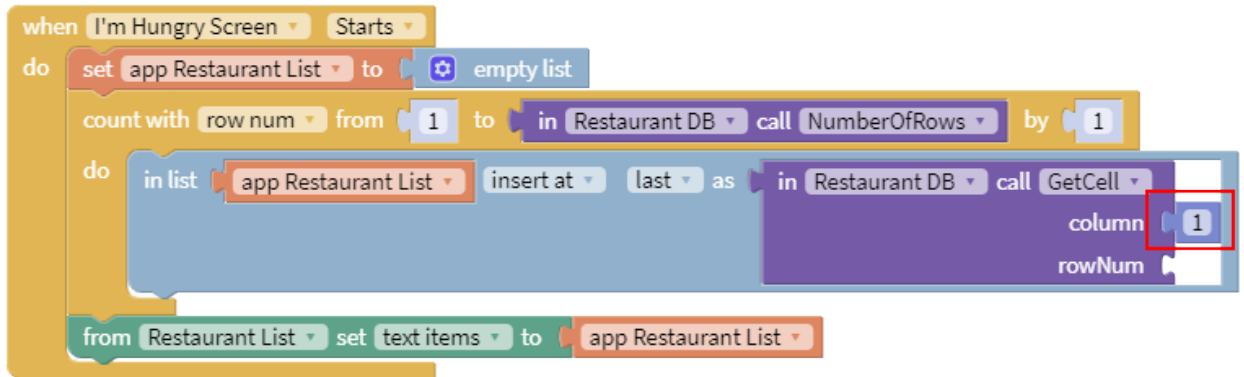 when I'm Hungry Screen Starts
do set app Restaurant List to empty list
count with row num from 1 to in Restaurant DB call NumberOfRows by 1
do in list app Restaurant List insert at last as in Restaurant DB call GetCell
column 1
rowNum
from Restaurant List set text items to app Restaurant List